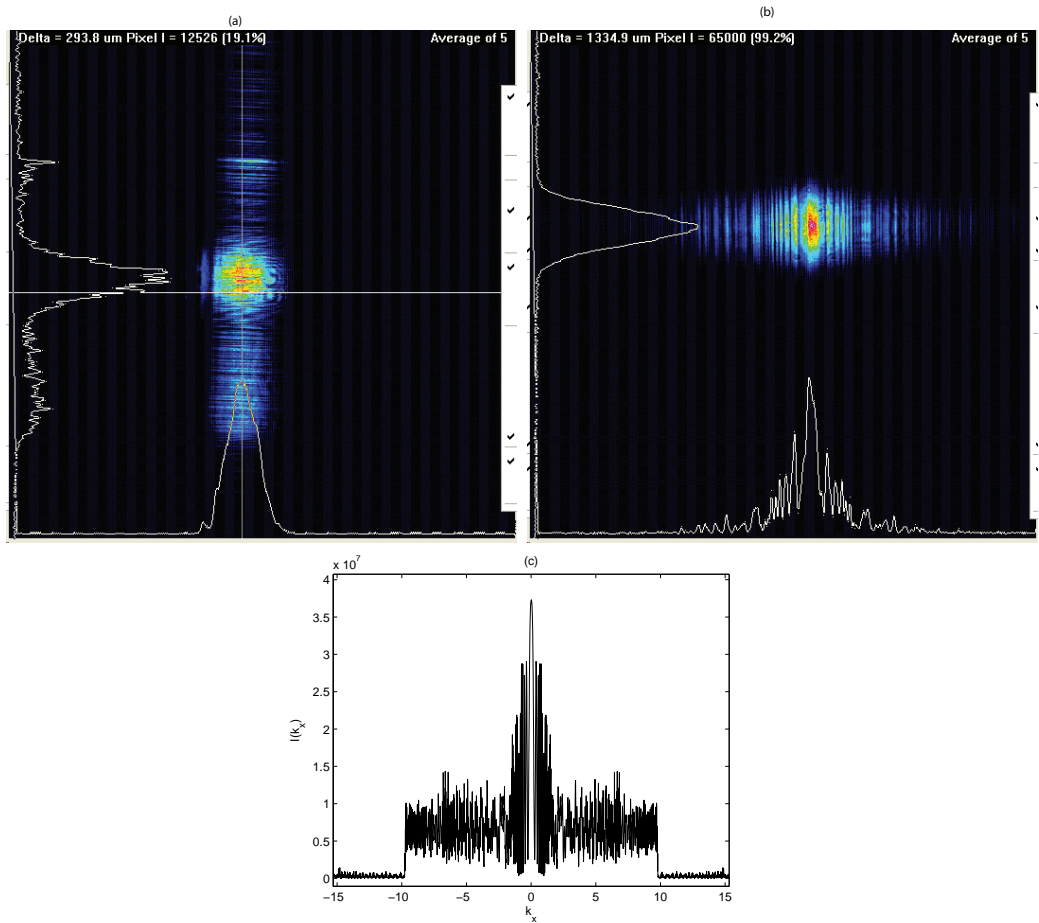 (a)
(b)
Delta = 293.8 um Pixel I = 12526 (19.1%) Average of 5
Delta = 1334.9 um Pixel I = 65000 (99.2%) Average of 5
(c)
x 10^7
4
3.5
3
2.5
2
1.5
1
0.5
0
I(k_x)
−15 −10 −5 0 5 10 15
k_x